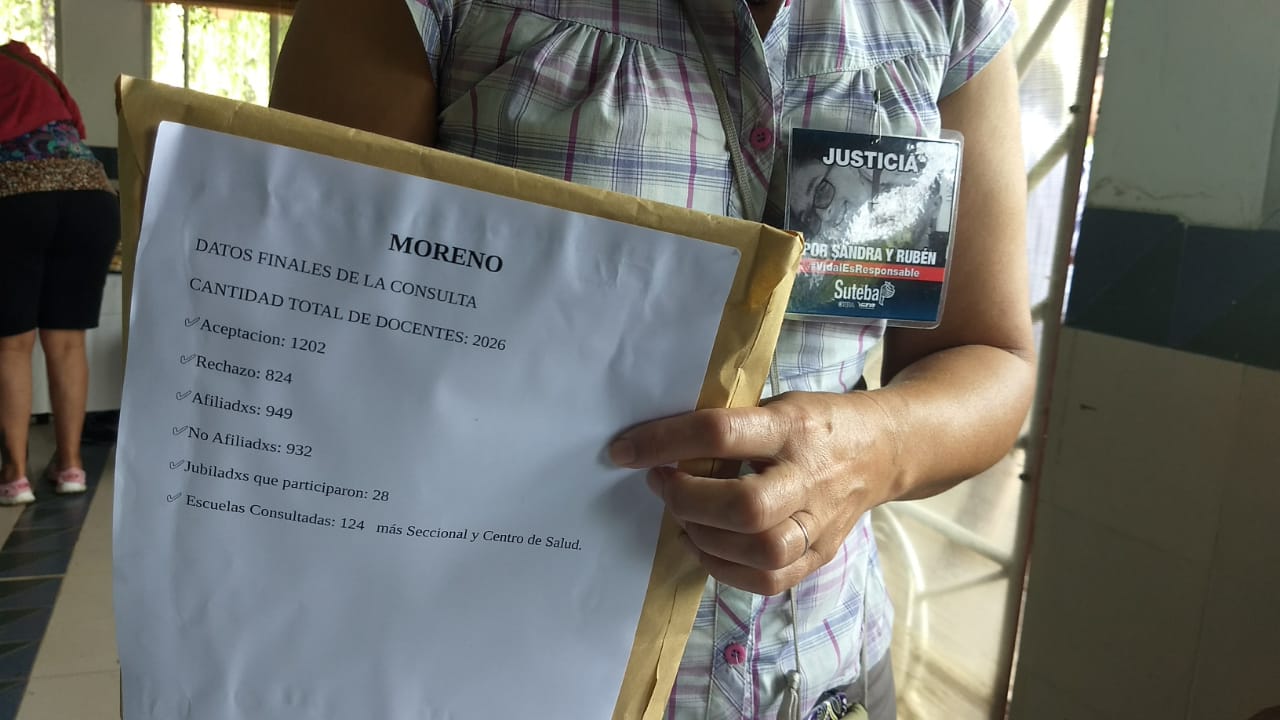 MORENO
DATOS FINALES DE LA CONSULTA
CANTIDAD TOTAL DE DOCENTES: 2026
Aceptacion: 1202
Rechazo: 824
Afiliadxs: 949
No Afiliadxs: 932
Jubiladxs que participaron: 28
Escuelas Consultadas: 124 más Seccional y Centro de Salud.
JUSTICIA
POR SANDRA Y RUBÉN
#VidalEsResponsable
Suteba